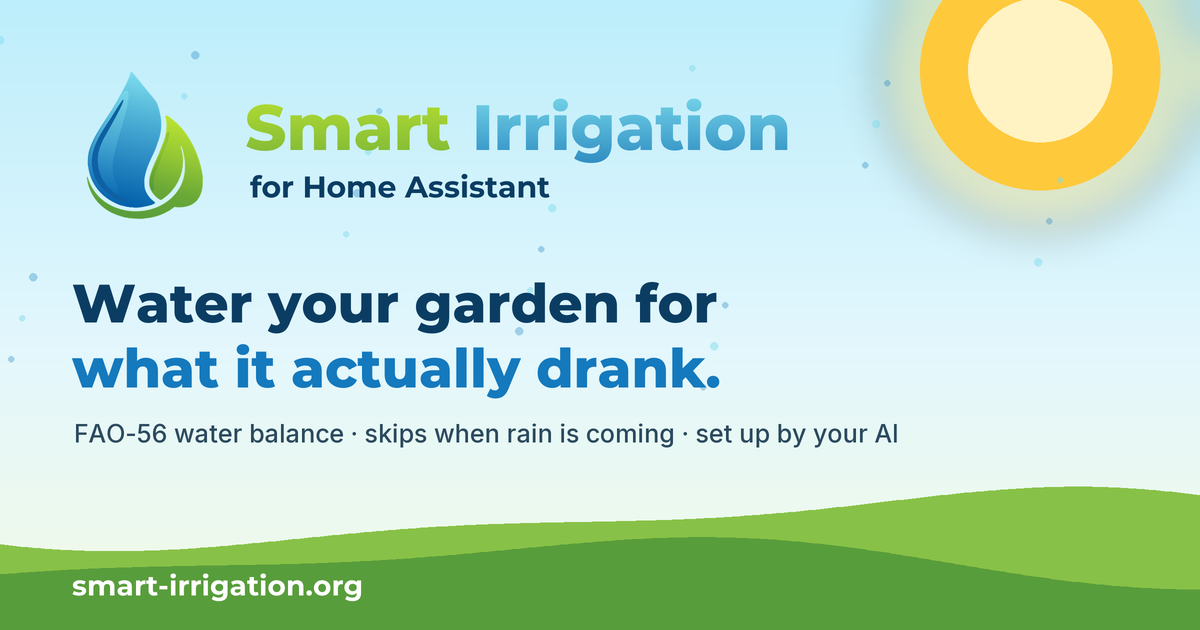 Smart Irrigation
for Home Assistant
Water your garden for
what it actually drank.
FAO-56 water balance · skips when rain is coming · set up by your AI
smart-irrigation.org